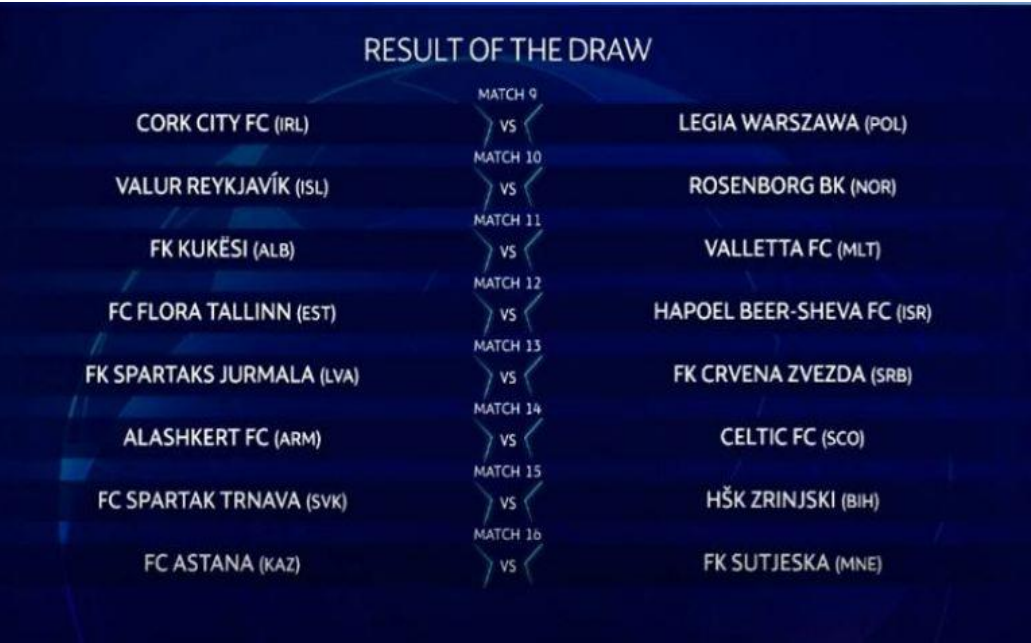 RESULT OF THE DRAW
MATCH 9
CORK CITY FC (IRL) VS LEGIA WARSZAWA (POL)
MATCH 10
VALUR REYKJAVÍK (ISL) VS ROSENBORG BK (NOR)
MATCH 11
FK KUKËSI (ALB) VS VALLETTA FC (MLT)
MATCH 12
FC FLORA TALLINN (EST) VS HAPOEL BEER-SHEVA FC (ISR)
MATCH 13
FK SPARTAKS JURMALA (LVA) VS FK CRVENA ZVEZDA (SRB)
MATCH 14
ALASHKERT FC (ARM) VS CELTIC FC (SCO)
MATCH 15
FC SPARTAK TRNAVA (SVK) VS HŠK ZRINJSKI (BIH)
MATCH 16
FC ASTANA (KAZ) VS FK SUTJESKA (MNE)